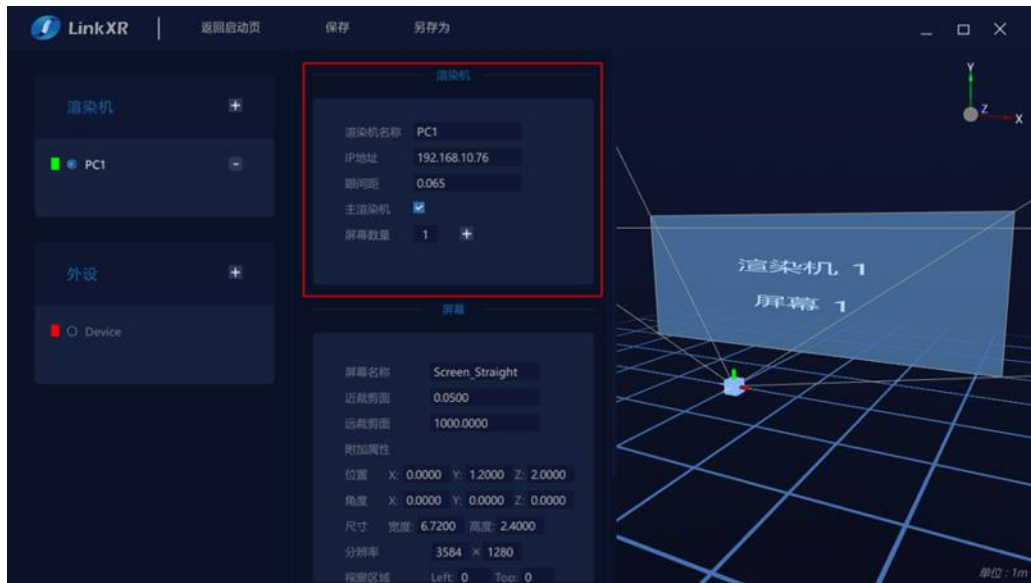 LinkXR 返回启动页 保存 另存为
渲染机 +
PC1 -
外设 +
Device
渲染机
渲染机名称 PC1
IP地址 192.168.10.76
眼间距 0.065
主渲染机
屏幕数量 1 +
屏幕
屏幕名称 Screen_Straight
近裁剪面 0.0500
远裁剪面 1000.0000
附加属性
位置 X: 0.0000 Y: 1.2000 Z: 2.0000
角度 X: 0.0000 Y: 0.0000 Z: 0.0000
尺寸 宽度: 6.7200 高度: 2.4000
分辨率 3584 × 1280
视窗区域 Left: 0 Top: 0
Y
Z
X
渲染机 1
屏幕 1
单位 : 1m